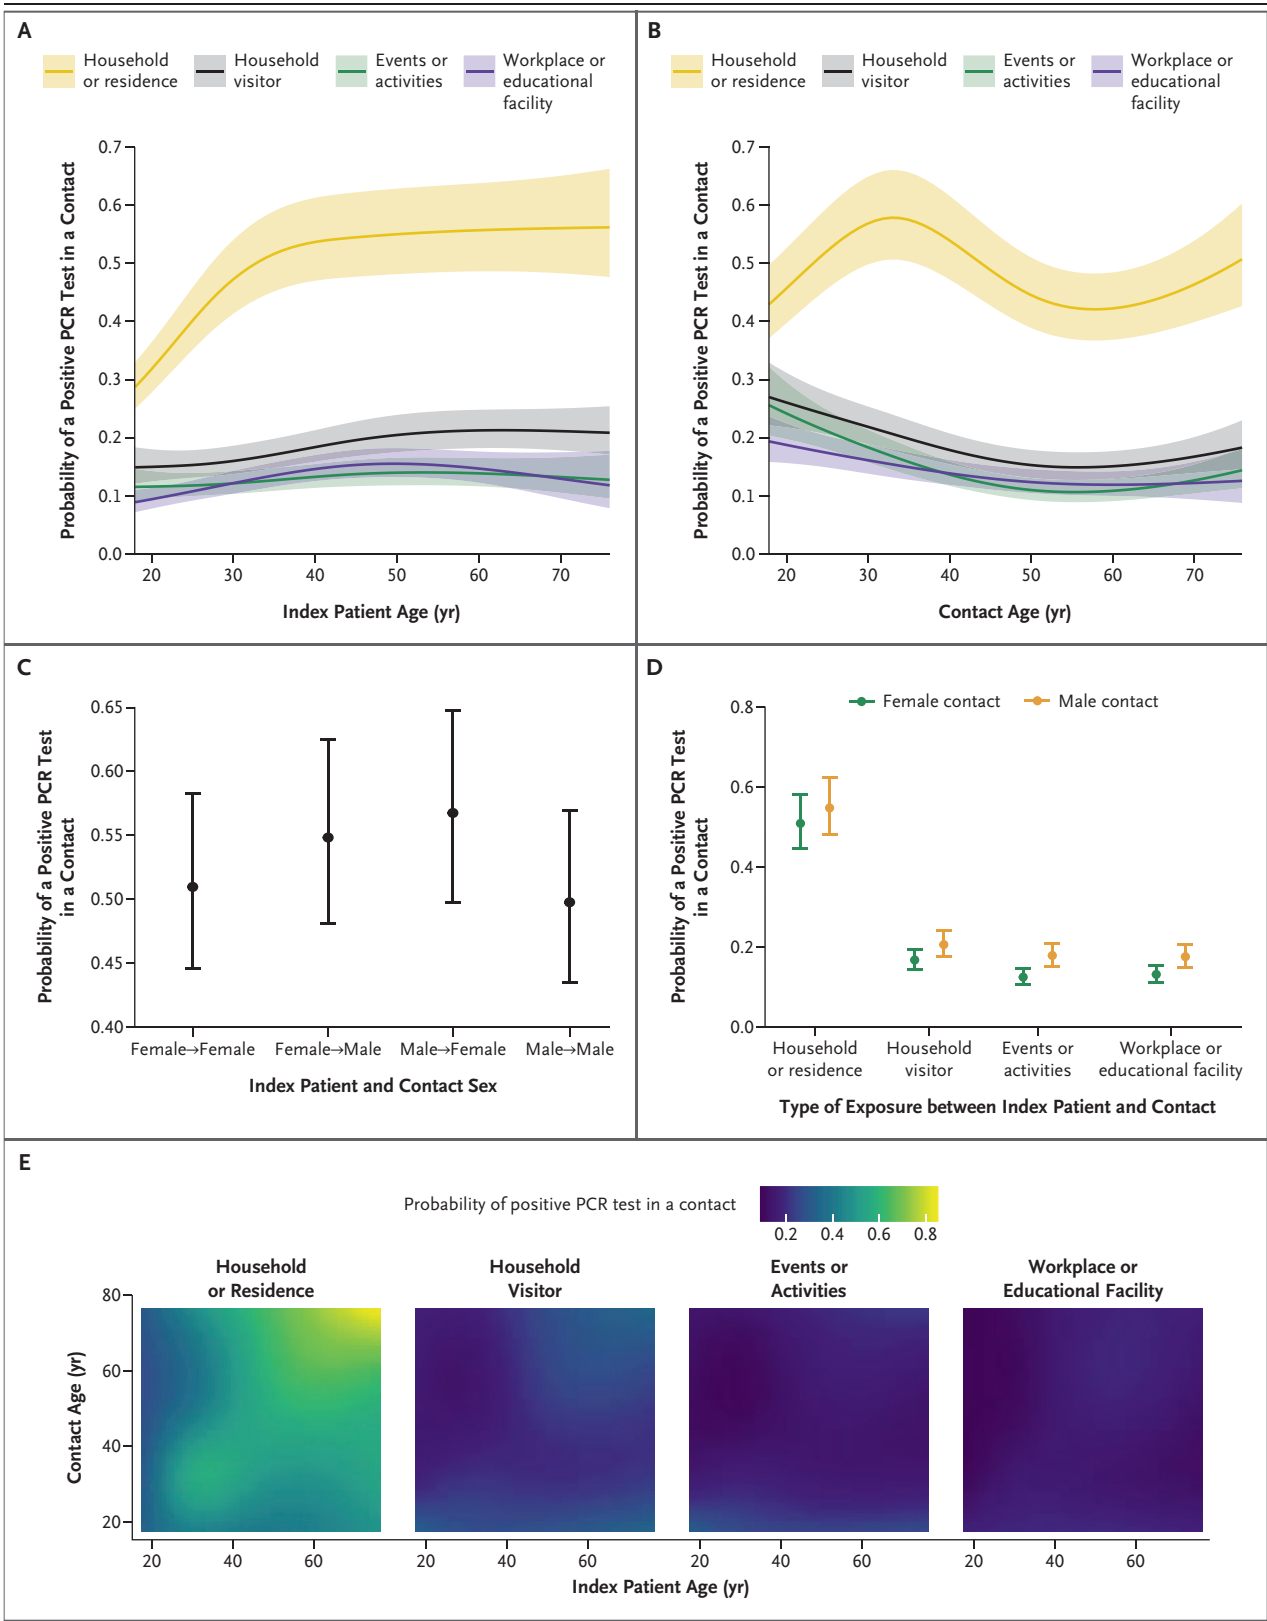 A
Household
or residence
Household
visitor
Events or
activities
Workplace or
educational
facility
Probability of a Positive PCR Test in a Contact
0.7
0.6
0.5
0.4
0.3
0.2
0.1
0.0
20 30 40 50 60 70
Index Patient Age (yr)
B
Household
or residence
Household
visitor
Events or
activities
Workplace or
educational
facility
Probability of a Positive PCR Test in a Contact
0.7
0.6
0.5
0.4
0.3
0.2
0.1
0.0
20 30 40 50 60 70
Contact Age (yr)
C
Probability of a Positive PCR Test
in a Contact
0.65
0.60
0.55
0.50
0.45
0.40
Female→Female Female→Male Male→Female Male→Male
Index Patient and Contact Sex
D
Female contact Male contact
Probability of a Positive PCR Test
in a Contact
0.8
0.6
0.4
0.2
0.0
Household
or residence
Household
visitor
Events or
activities
Workplace or
educational facility
Type of Exposure between Index Patient and Contact
E
Probability of positive PCR test in a contact
0.2 0.4 0.6 0.8
Household
or Residence
Household
Visitor
Events or
Activities
Workplace or
Educational Facility
Contact Age (yr)
80
60
40
20
20 40 60 20 40 60 20 40 60 20 40 60
Index Patient Age (yr)